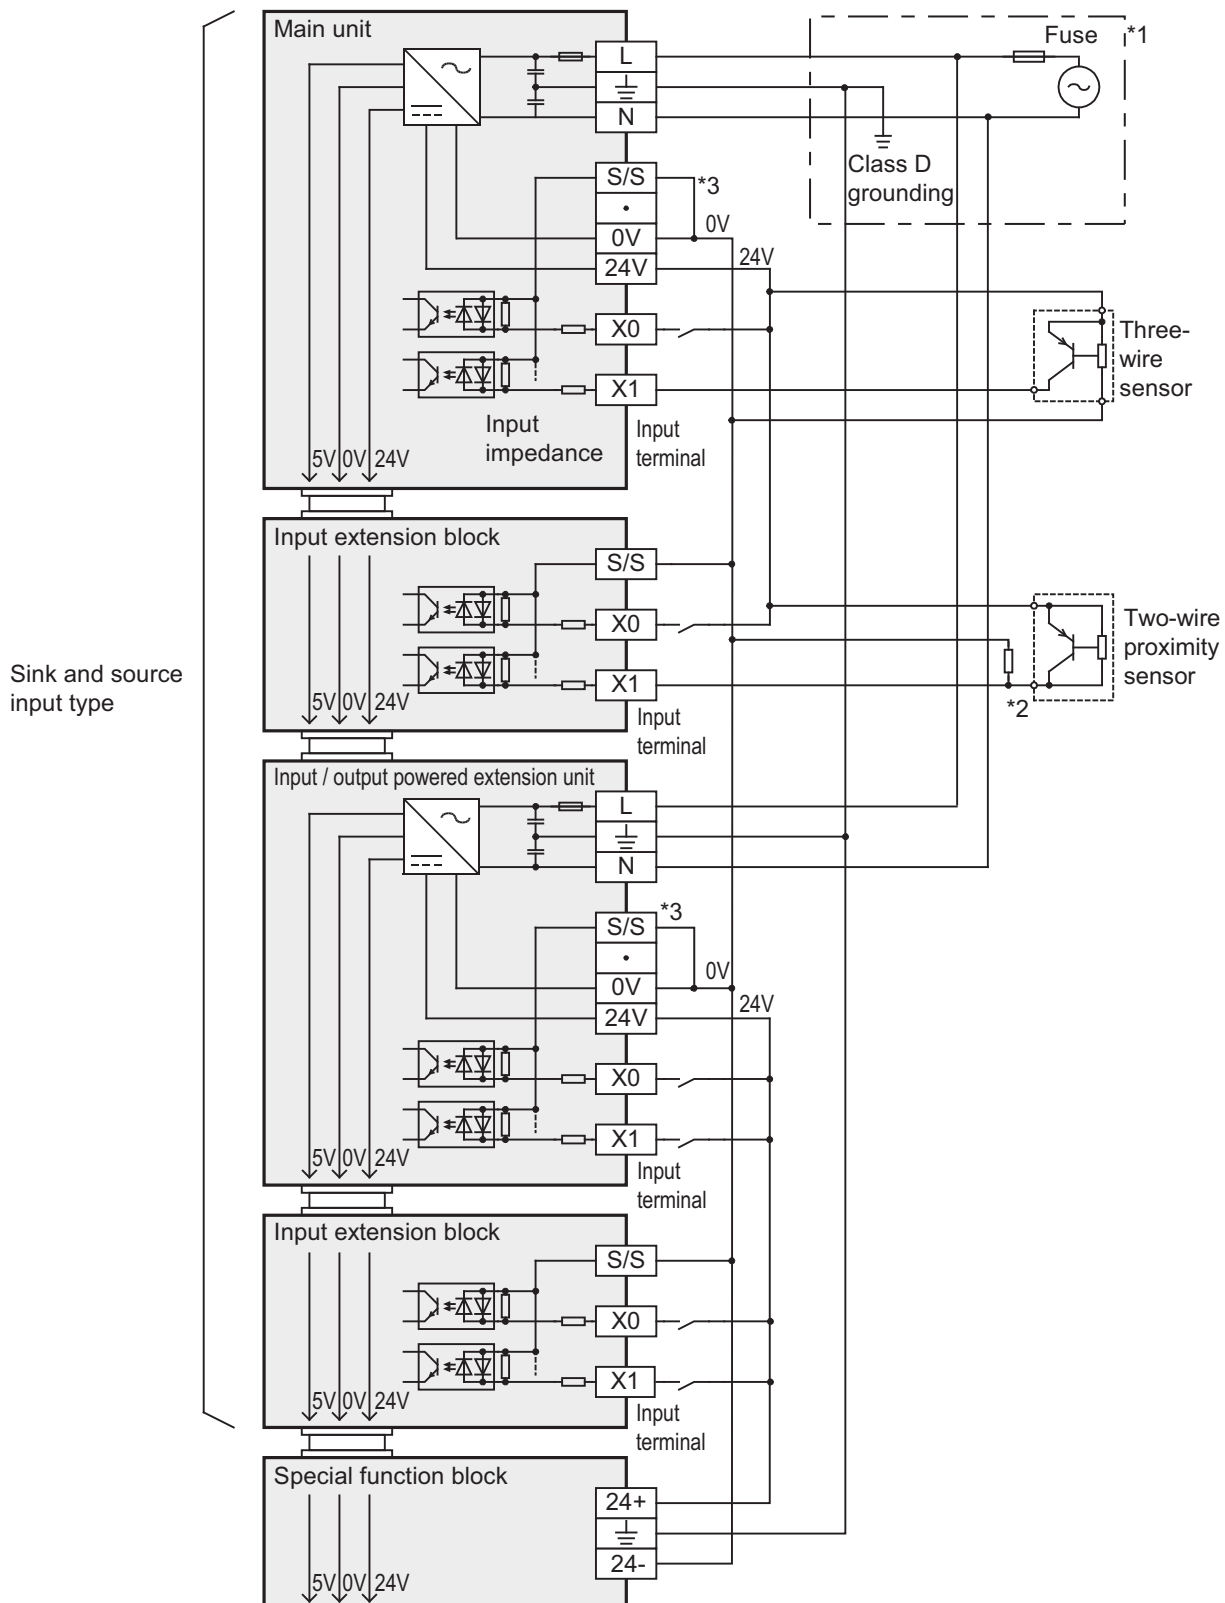 Main unit
Fuse
*1
L
N
Class D
grounding
S/S
*3
•
0V
0V
24V
24V
X0
Three-
wire
sensor
X1
Input
impedance
Input
terminal
5V 0V 24V
Input extension block
S/S
X0
Two-wire
proximity
sensor
Sink and source
input type
X1
*2
5V 0V 24V
Input
terminal
Input / output powered extension unit
L
N
S/S
*3
•
0V
0V
24V
24V
X0
X1
5V 0V 24V
Input
terminal
Input extension block
S/S
X0
X1
5V 0V 24V
Input
terminal
Special function block
24+
24-
5V 0V 24V